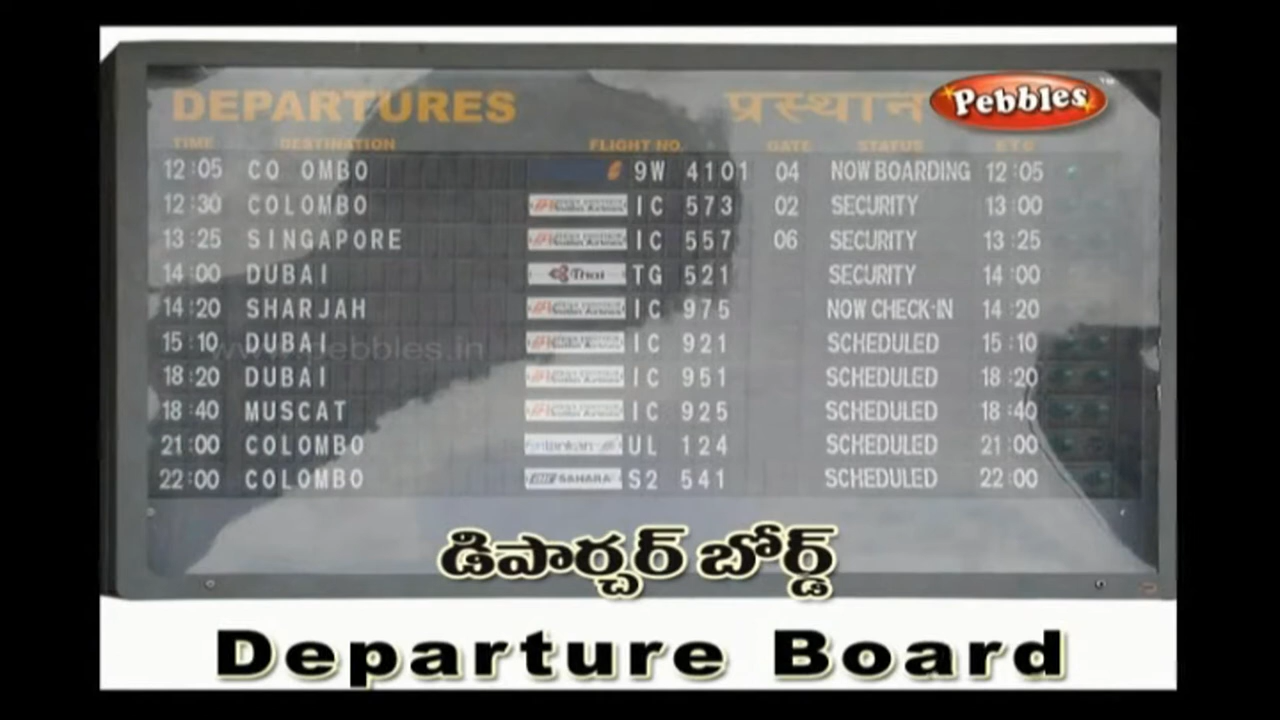 DEPARTURES प्रस्थान Pebbles™
TIME DESTINATION FLIGHT NO. GATE STATUS ETD
12:05 CO OMBO 9W 4101 04 NOW BOARDING 12:05
12:30 COLOMBO IC 573 02 SECURITY 13:00
13:25 SINGAPORE IC 557 06 SECURITY 13:25
14:00 DUBAI Thai TG 521 SECURITY 14:00
14:20 SHARJAH IC 975 NOW CHECK-IN 14:20
15:10 DUBAI IC 921 SCHEDULED 15:10
www.pebbles.in
18:20 DUBAI IC 951 SCHEDULED 18:20
18:40 MUSCAT IC 925 SCHEDULED 18:40
21:00 COLOMBO UL 124 SCHEDULED 21:00
22:00 COLOMBO SAHARA S2 541 SCHEDULED 22:00
డిపార్చర్ బోర్డ్
Departure Board